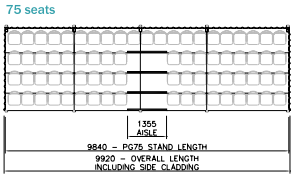 75 seats
1355
AISLE
9840 - PG75 STAND LENGTH
9920 - OVERALL LENGTH
INCLUDING SIDE CLADDING